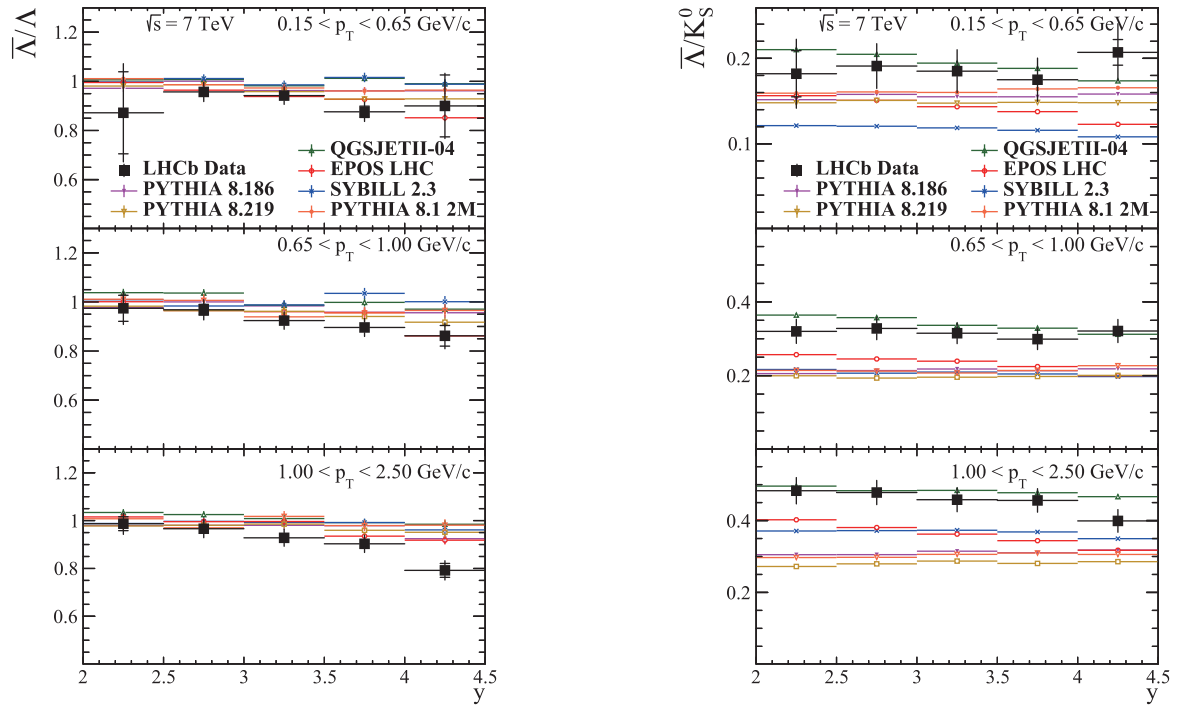 Λ̅/Λ
√s = 7 TeV
0.15 < p_T < 0.65 GeV/c
1.2
1
0.8
0.6
LHCb Data
PYTHIA 8.186
PYTHIA 8.219
QGSJETII-04
EPOS LHC
SYBILL 2.3
PYTHIA 8.1 2M
0.65 < p_T < 1.00 GeV/c
1.2
1
0.8
0.6
1.00 < p_T < 2.50 GeV/c
1.2
1
0.8
0.6
2 2.5 3 3.5 4 4.5
y
Λ̅/K_S^0
√s = 7 TeV
0.15 < p_T < 0.65 GeV/c
0.2
0.1
LHCb Data
PYTHIA 8.186
PYTHIA 8.219
QGSJETII-04
EPOS LHC
SYBILL 2.3
PYTHIA 8.1 2M
0.65 < p_T < 1.00 GeV/c
0.4
0.2
1.00 < p_T < 2.50 GeV/c
0.4
0.2
2 2.5 3 3.5 4 4.5
y